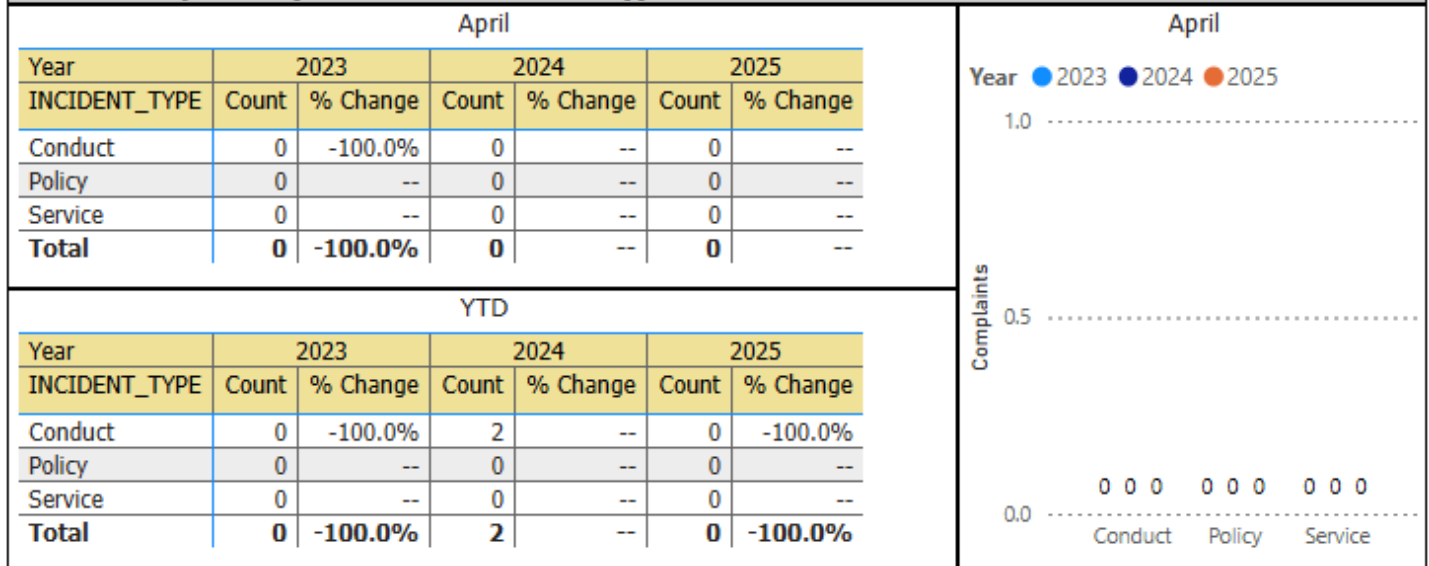 April
Year 2023 2024 2025
INCIDENT_TYPE Count % Change Count % Change Count % Change
Conduct 0 -100.0% 0 -- 0 --
Policy 0 -- 0 -- 0 --
Service 0 -- 0 -- 0 --
Total 0 -100.0% 0 -- 0 --
YTD
Year 2023 2024 2025
INCIDENT_TYPE Count % Change Count % Change Count % Change
Conduct 0 -100.0% 2 -- 0 -100.0%
Policy 0 -- 0 -- 0 --
Service 0 -- 0 -- 0 --
Total 0 -100.0% 2 -- 0 -100.0%
April
Year 2023 2024 2025
1.0
Complaints
0.5
0 0 0 0 0 0 0 0 0
0.0
Conduct Policy Service